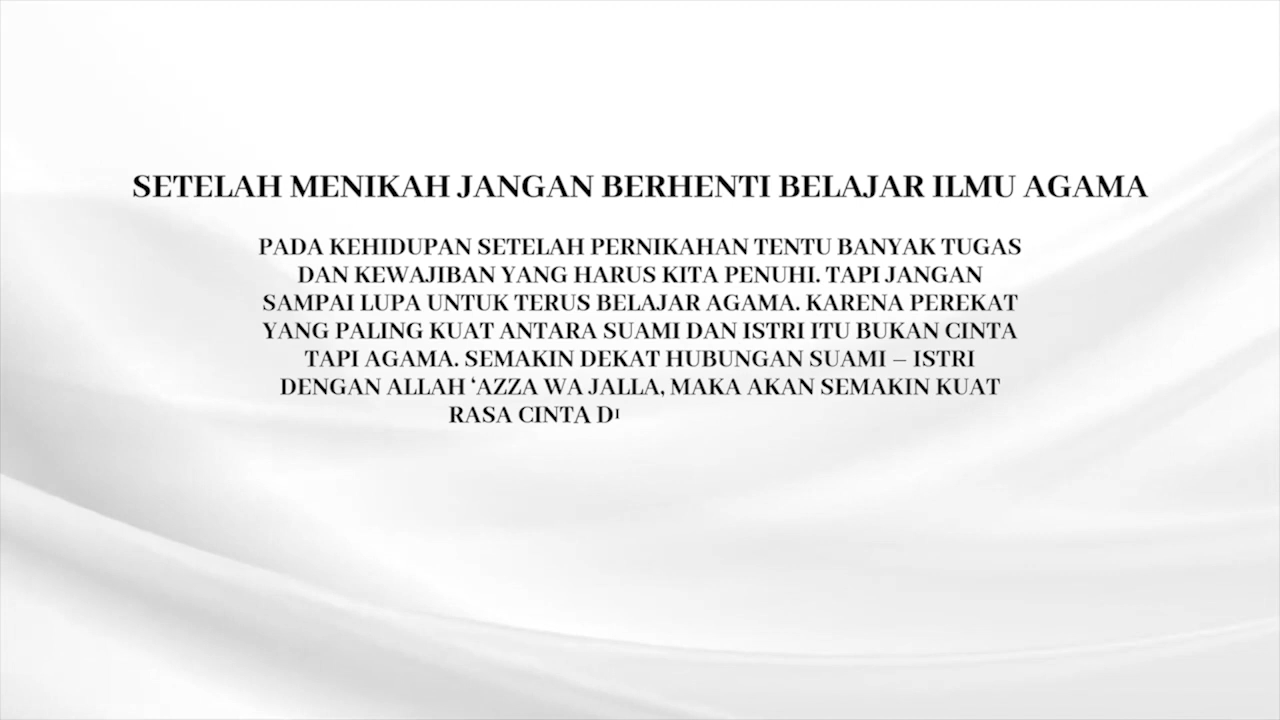 SETELAH MENIKAH JANGAN BERHENTI BELAJAR ILMU AGAMA
PADA KEHIDUPAN SETELAH PERNIKAHAN TENTU BANYAK TUGAS
DAN KEWAJIBAN YANG HARUS KITA PENUHI. TAPI JANGAN
SAMPAI LUPA UNTUK TERUS BELAJAR AGAMA. KARENA PEREKAT
YANG PALING KUAT ANTARA SUAMI DAN ISTRI ITU BUKAN CINTA
TAPI AGAMA. SEMAKIN DEKAT HUBUNGAN SUAMI – ISTRI
DENGAN ALLAH ‘AZZA WA JALLA, MAKA AKAN SEMAKIN KUAT
RASA CINTA DI